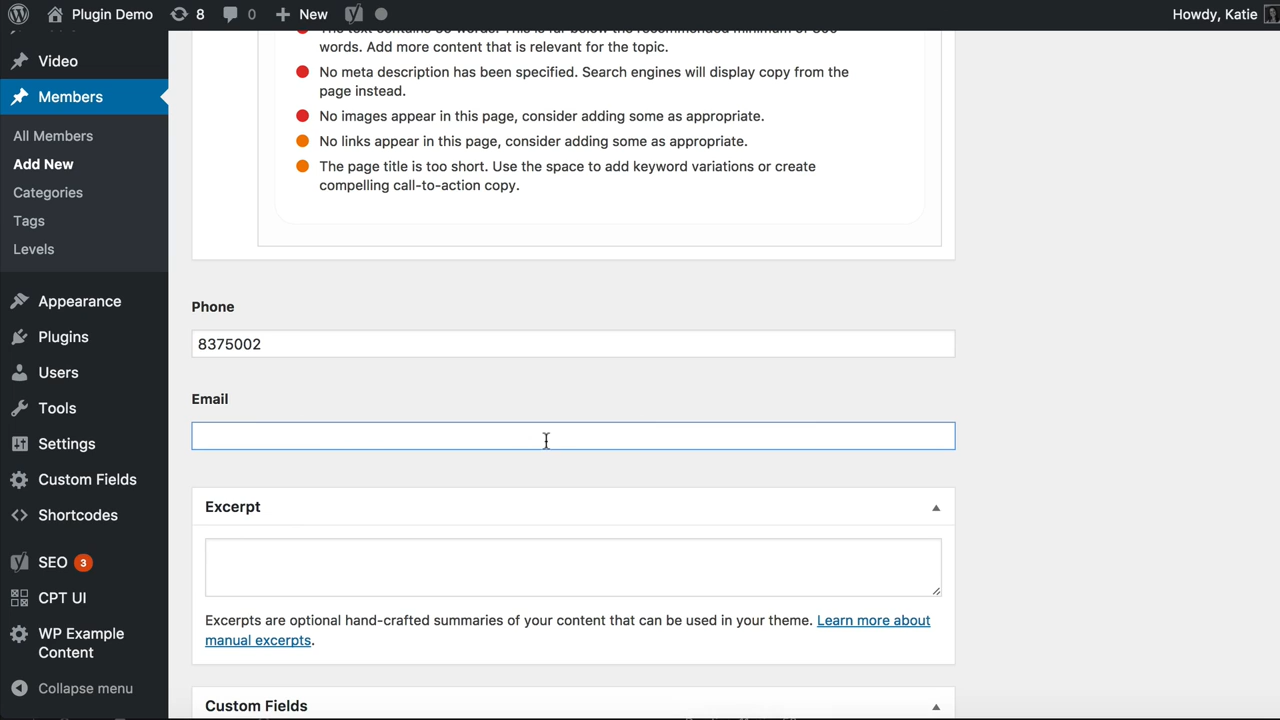 Plugin Demo
8
0
New
Howdy, Katie
Video
Members
All Members
Add New
Categories
Tags
Levels
Appearance
Plugins
Users
Tools
Settings
Custom Fields
Shortcodes
SEO 3
CPT UI
WP Example
Content
Collapse menu
words. Add more content that is relevant for the topic.
No meta description has been specified. Search engines will display copy from the
page instead.
No images appear in this page, consider adding some as appropriate.
No links appear in this page, consider adding some as appropriate.
The page title is too short. Use the space to add keyword variations or create
compelling call-to-action copy.
Phone
8375002
Email
Excerpt
Excerpts are optional hand-crafted summaries of your content that can be used in your theme. Learn more about
manual excerpts.
Custom Fields